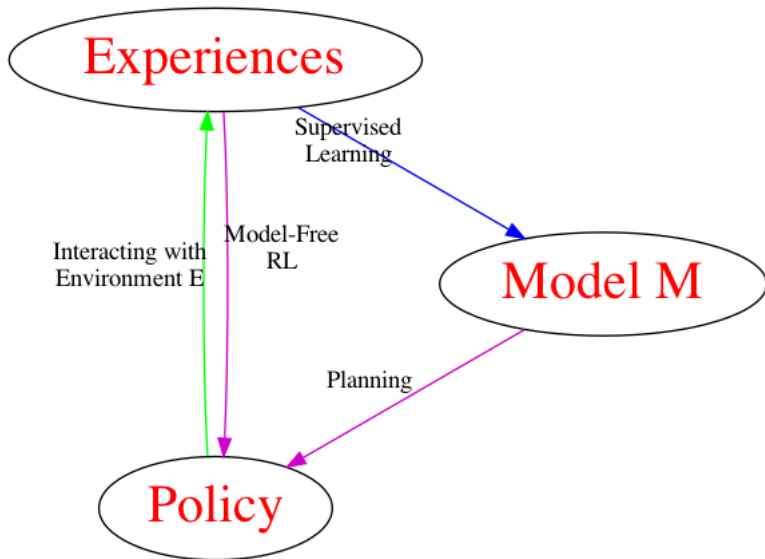 Experiences
Supervised
Learning
Interacting with
Environment E
Model-Free
RL
Model M
Planning
Policy